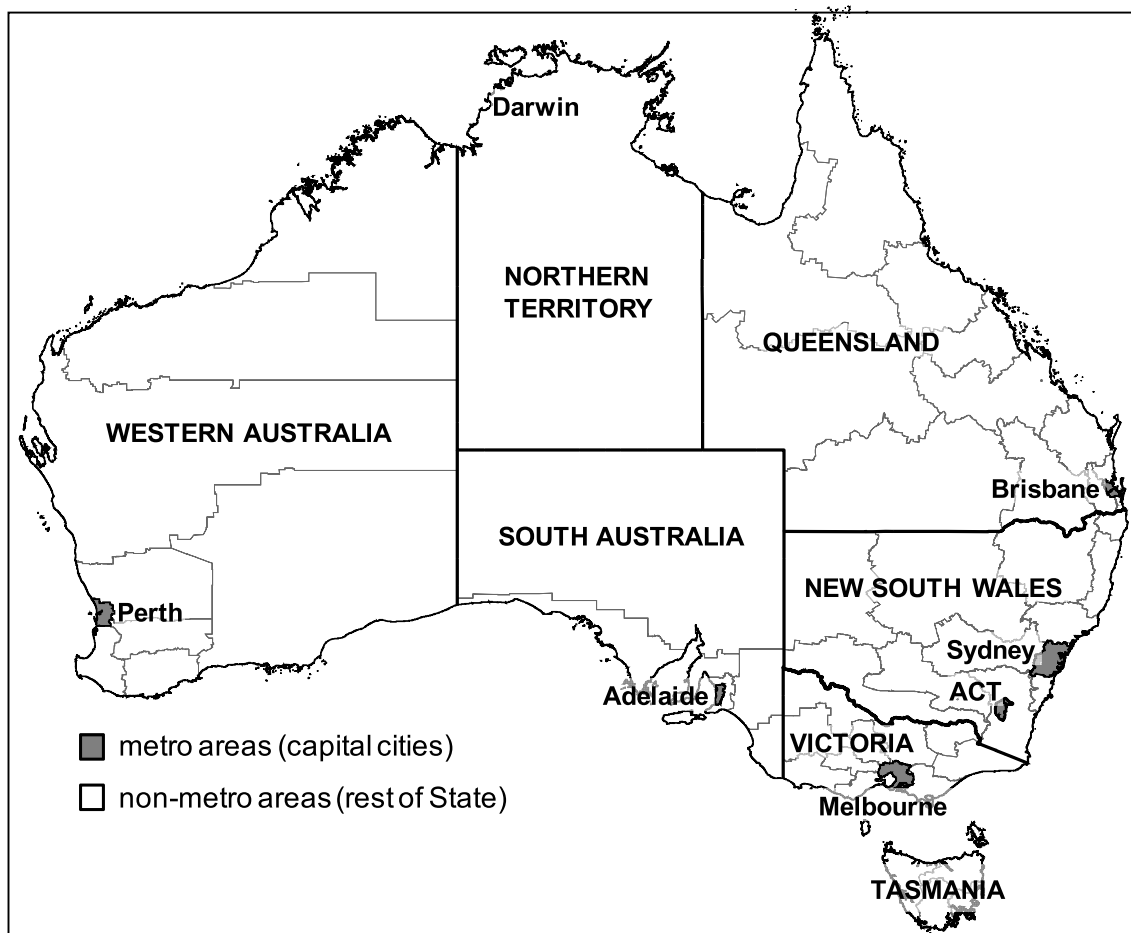 Darwin
NORTHERN
TERRITORY
QUEENSLAND
WESTERN AUSTRALIA
Brisbane
SOUTH AUSTRALIA
NEW SOUTH WALES
Perth
Sydney
ACT
Adelaide
VICTORIA
metro areas (capital cities)
non-metro areas (rest of State)
Melbourne
TASMANIA